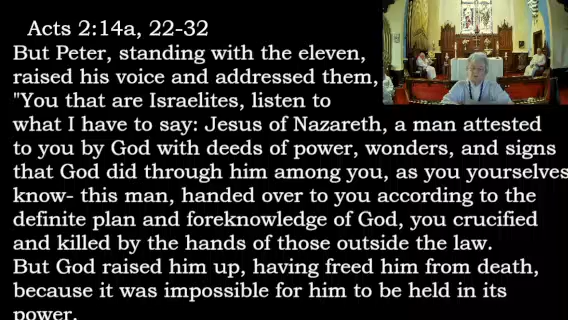 Acts 2:14a, 22-32
But Peter, standing with the eleven,
raised his voice and addressed them,
"You that are Israelites, listen to
what I have to say: Jesus of Nazareth, a man attested
to you by God with deeds of power, wonders, and signs
that God did through him among you, as you yourselves
know- this man, handed over to you according to the
definite plan and foreknowledge of God, you crucified
and killed by the hands of those outside the law.
But God raised him up, having freed him from death,
because it was impossible for him to be held in its
power.